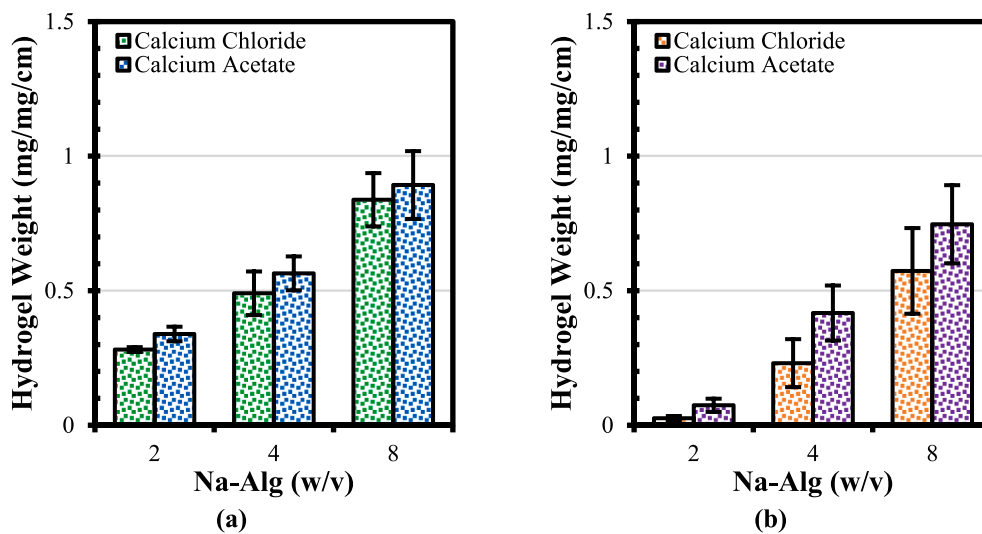 Hydrogel Weight (mg/mg/cm)
1.5
1
0.5
0
Calcium Chloride
Calcium Acetate
2 4 8
Na-Alg (w/v)
(a)
Hydrogel Weight (mg/mg/cm)
1.5
1
0.5
0
Calcium Chloride
Calcium Acetate
2 4 8
Na-Alg (w/v)
(b)